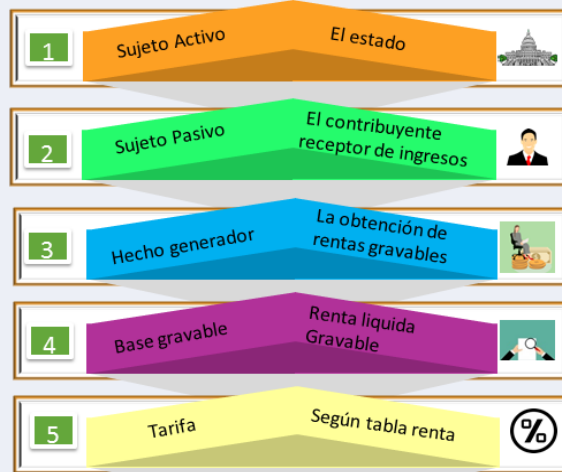 1
Sujeto Activo
El estado
2
Sujeto Pasivo
El contribuyente
receptor de ingresos
3
Hecho generador
La obtención de
rentas gravables
4
Base gravable
Renta liquida
Gravable
5
Tarifa
Según tabla renta
%